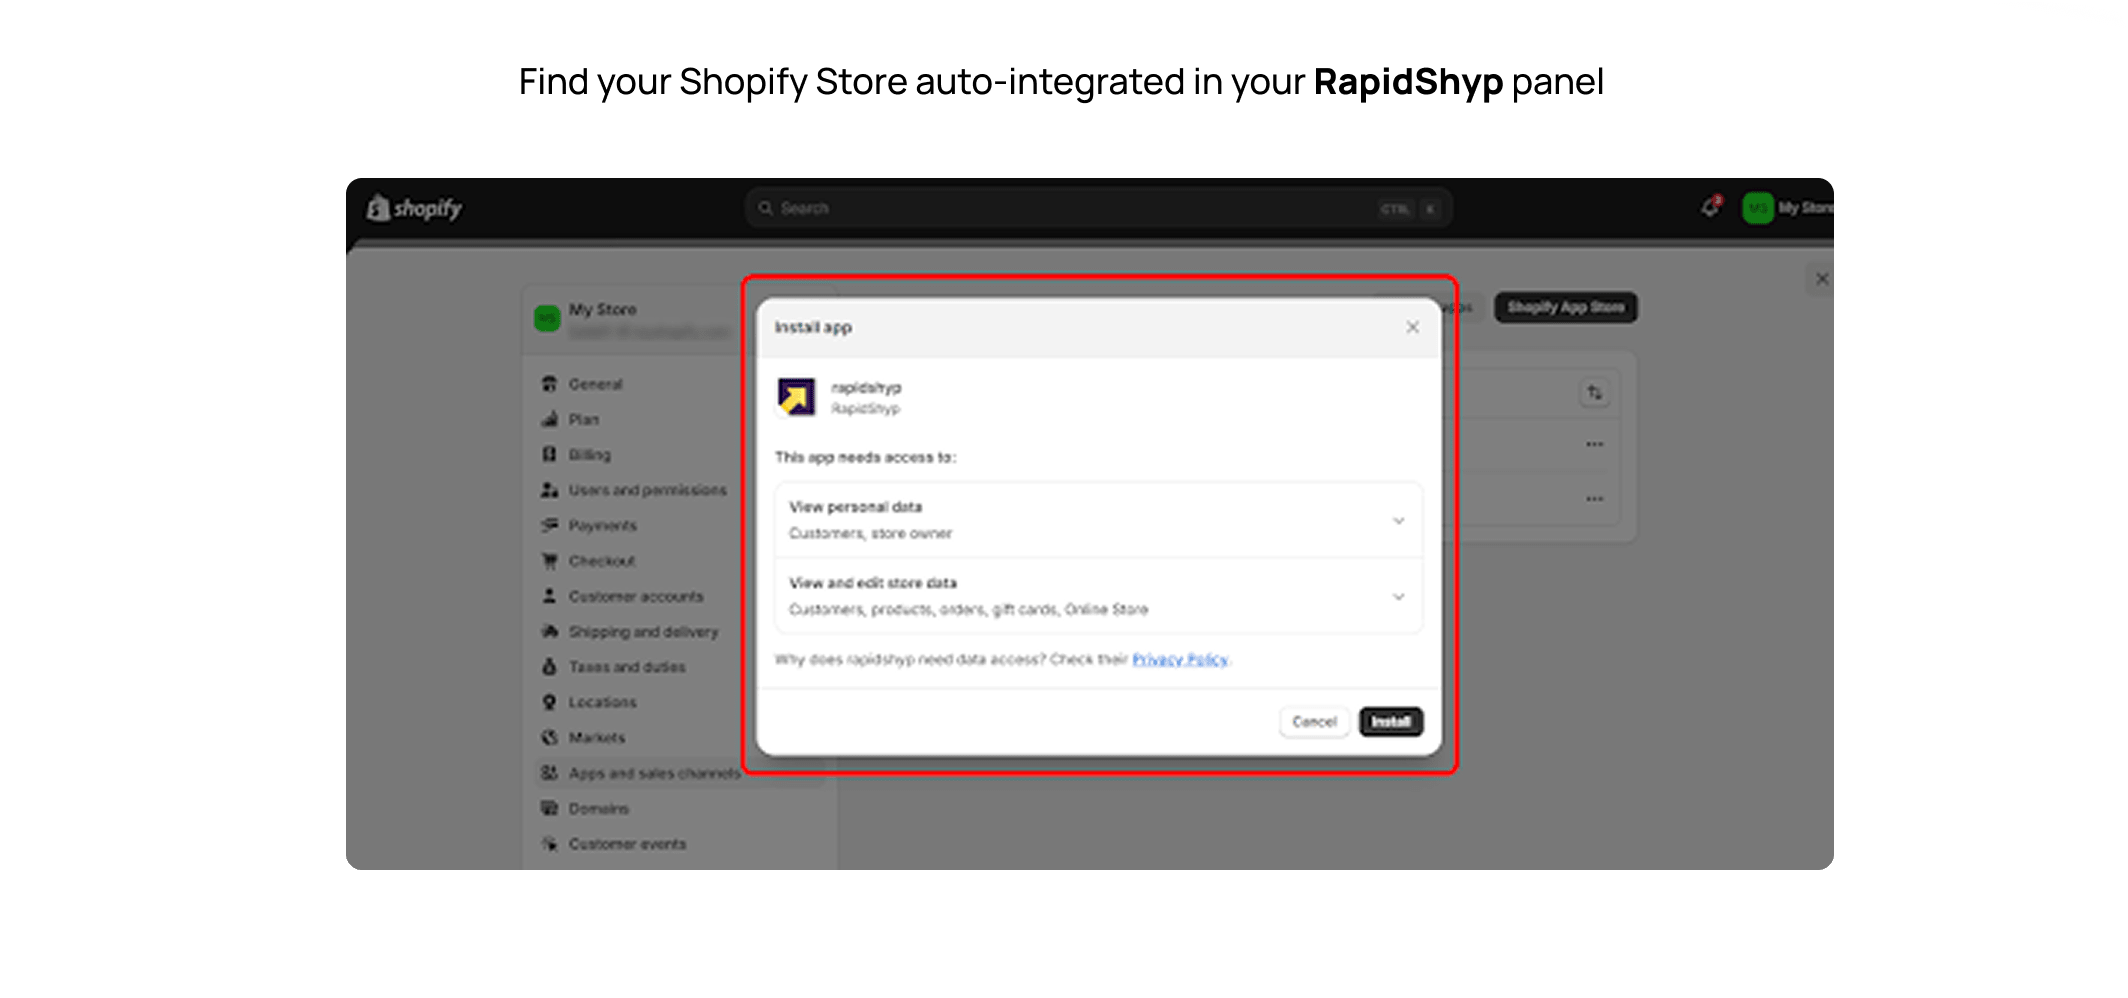 Find your Shopify Store auto-integrated in your RapidShyp panel
shopify
Search
CTRL K
2
MS
My Store
MS
My Store
Shopify App Store
General
Plan
Billing
Users and permissions
Payments
Checkout
Customer accounts
Shipping and delivery
Taxes and duties
Locations
Markets
Apps and sales channels
Domains
Customer events
Install app
rapidshyp
RapidShyp
This app needs access to:
View personal data
Customers, store owner
View and edit store data
Customers, products, orders, gift cards, Online Store
Why does rapidshyp need data access? Check their Privacy Policy.
Cancel
Install